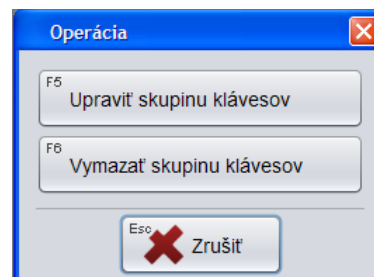 Operácia
F5
Upraviť skupinu klávesov
F6
Vymazať skupinu klávesov
Esc
Zrušiť